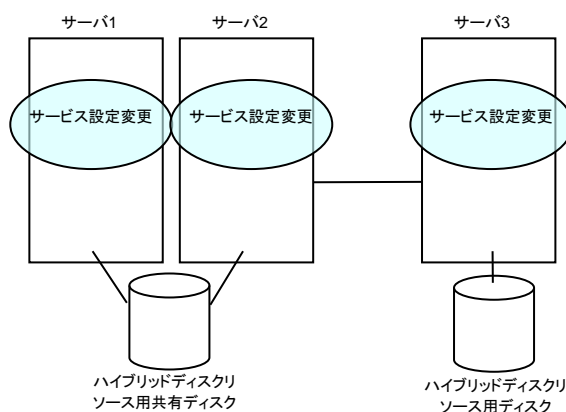 サーバ1
サーバ2
サーバ3
サービス設定変更
サービス設定変更
サービス設定変更
ハイブリッドディスクリ
ソース用共有ディスク
ハイブリッドディスクリ
ソース用ディスク